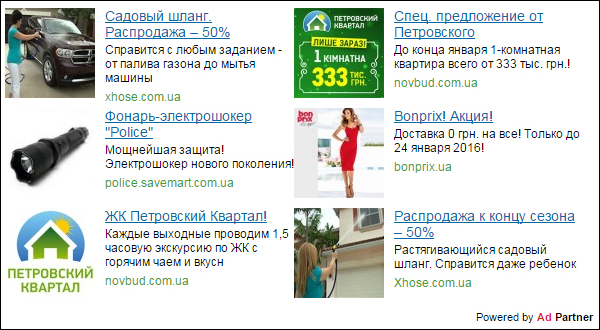 Садовый шланг.
Распродажа – 50%
Справится с любым заданием -
от палива газона до мытья
машины
xhose.com.ua
ПЕТРОВСКИЙ
КВАРТАЛ
ЛИШЕ ЗАРАЗ!
1 КІМНАТНА
333 ТИС.
ГРН.
Спец. предложение от
Петровского
До конца января 1-комнатная
квартира всего от 333 тыс. грн.!
novbud.com.ua
Фонарь-электрошокер
"Police"
Мощнейшая защита!
Электрошокер нового поколения!
police.savemart.com.ua
bon
prix
Bonprix! Акция!
Доставка 0 грн. на все! Только до
24 января 2016!
bonprix.ua
ПЕТРОВСКИЙ
КВАРТАЛ
ЖК Петровский Квартал!
Каждые выходные проводим 1,5
часовую экскурсию по ЖК с
горячим чаем и вкусн
novbud.com.ua
Распродажа к концу сезона
– 50%
Растягивающийся садовый
шланг. Справится даже ребенок
Xhose.com.ua
Powered by Ad Partner